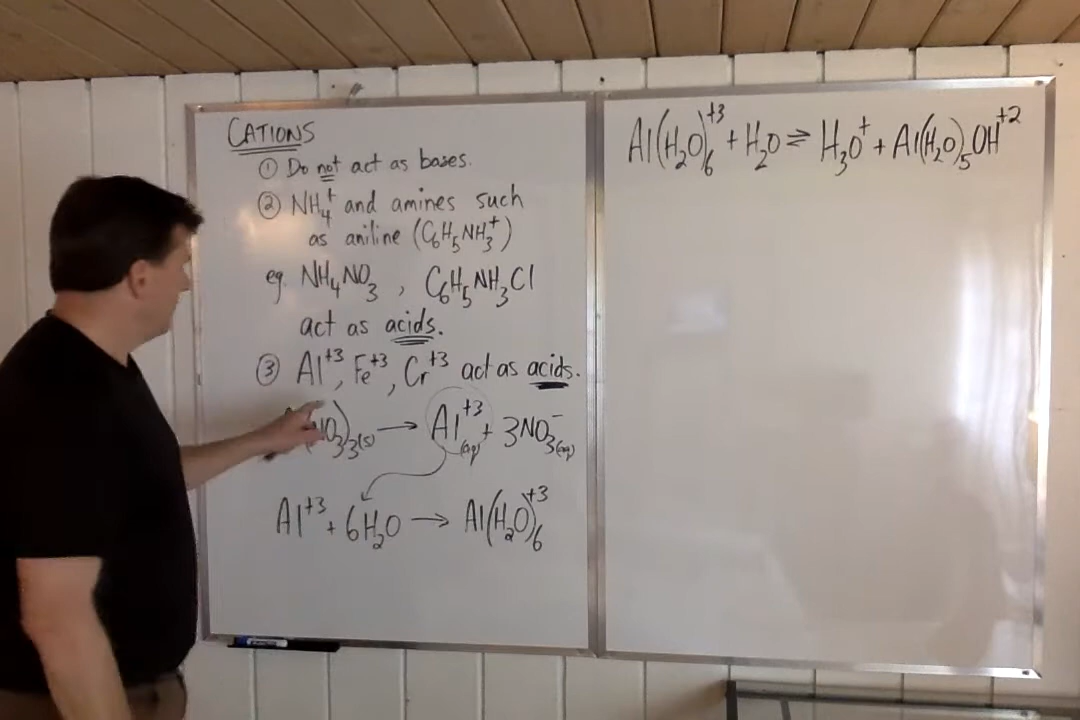 CATIONS
① Do not act as bases.
② NH₄⁺ and amines such
as aniline (C₆H₅NH₃⁺)
eg. NH₄NO₃ , C₆H₅NH₃Cl
act as acids.
③ Al⁺³, Fe⁺³, Cr⁺³ act as acids.
(NO₃)₃(s) → Al⁺³(aq) + 3NO₃⁻(aq)
Al⁺³ + 6H₂O → Al(H₂O)₆⁺³
Al(H₂O)₆⁺³ + H₂O ⇌ H₃O⁺ + Al(H₂O)₅OH⁺²